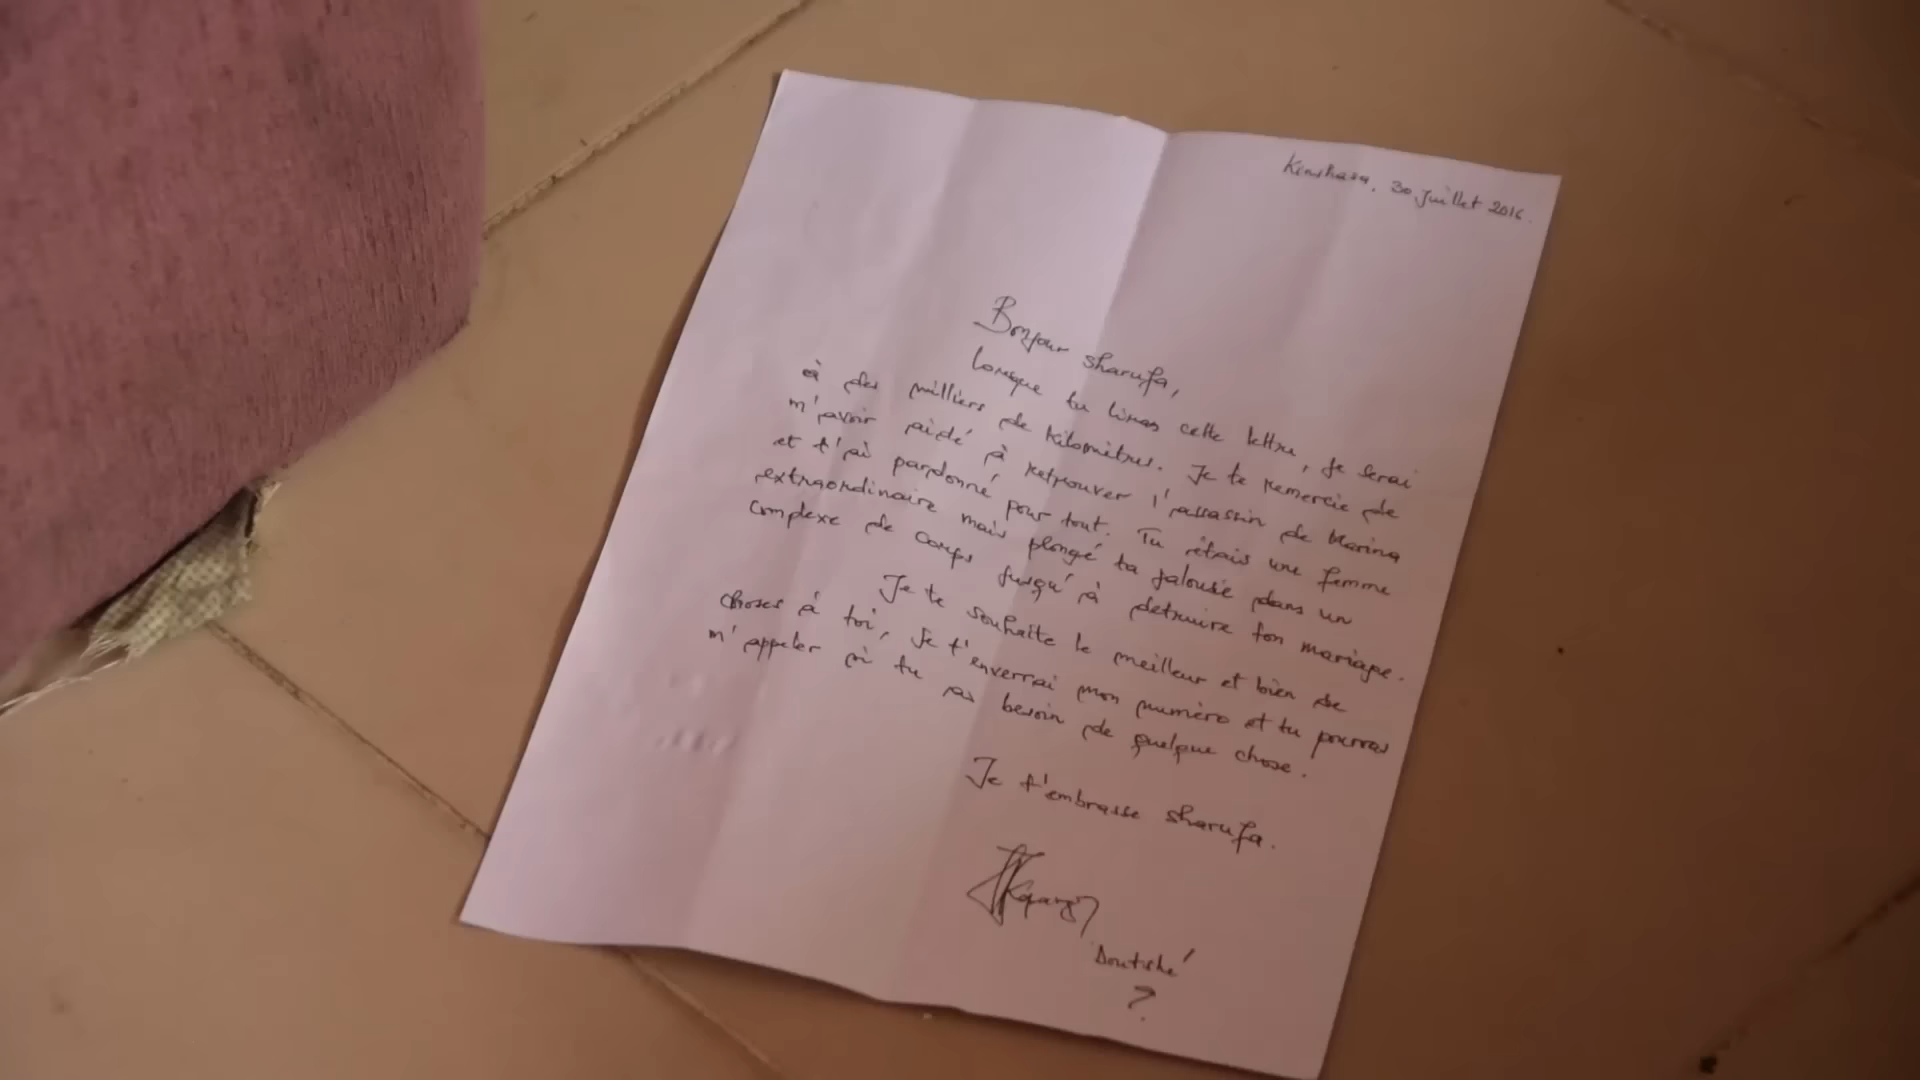 Kinshasa, 30 Juillet 2016.
Bonjour sharufa,
Lorsque tu liras cette lettre, je serai
à des milliers de kilomètres. Je te remercie de
m'avoir aidé à retrouver l'assassin de Marina
et t'ai pardonné pour tout. Tu étais une femme
extraordinaire mais plongé ta jalousie dans un
complexe de corps jusqu'à detruire ton mariage.
Je te souhaite le meilleur et bien de
choses à toi, Je t'enverrai mon numéro et tu pourras
m'appeler si tu as besoin de quelque chose.
Je t'embrasse sharufa.
?